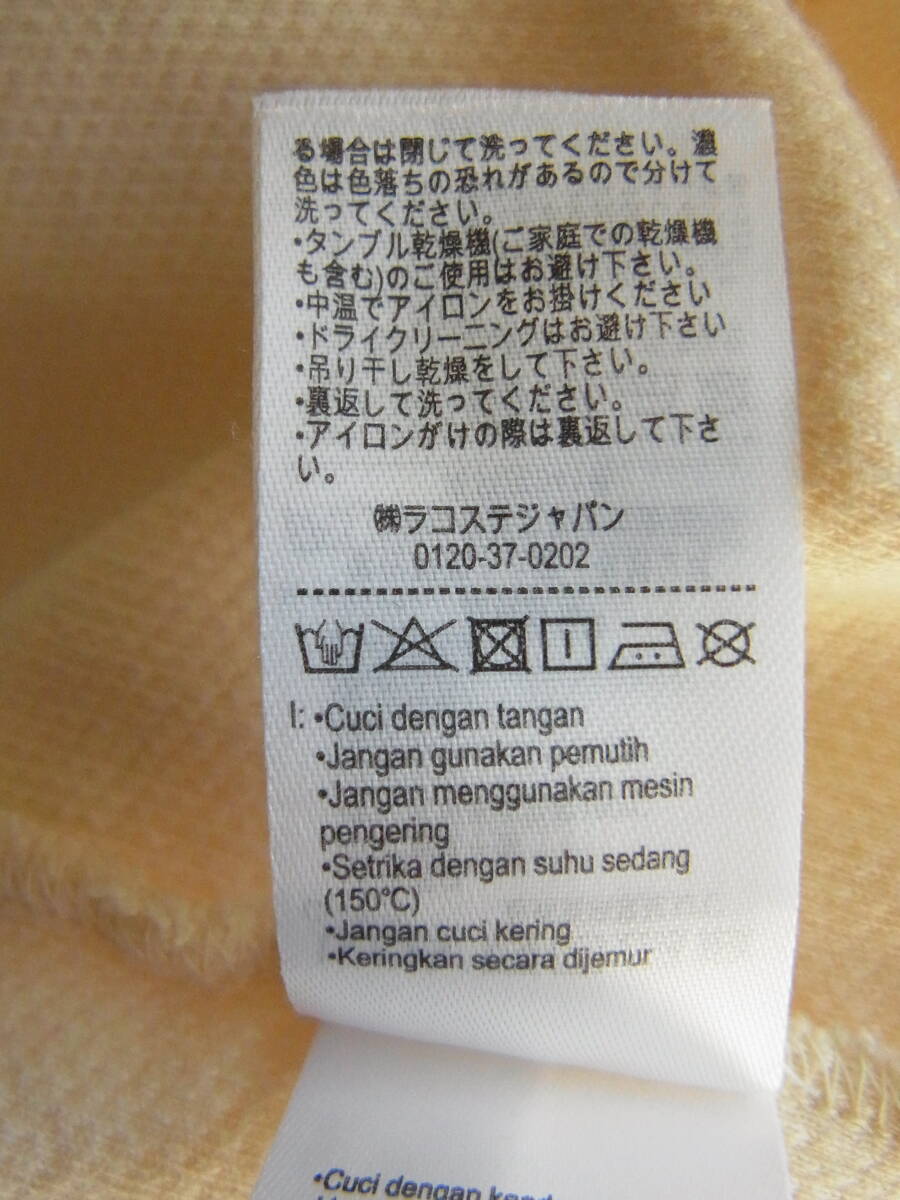 る場合は閉じて洗ってください。濃
色は色落ちの恐れがあるので分けて
洗ってください。
•タンブル乾燥機(ご家庭での乾燥機
も含む)のご使用はお避け下さい。
•中温でアイロンをお掛けください
•ドライクリーニングはお避け下さい
•吊り干し乾燥をして下さい。
•裏返して洗ってください。
•アイロンがけの際は裏返して下さ
い。
㈱ラコステジャパン
0120-37-0202
I: •Cuci dengan tangan
•Jangan gunakan pemutih
•Jangan menggunakan mesin
pengering
•Setrika dengan suhu sedang
(150°C)
•Jangan cuci kering
•Keringkan secara dijemur
•Cuci dengan